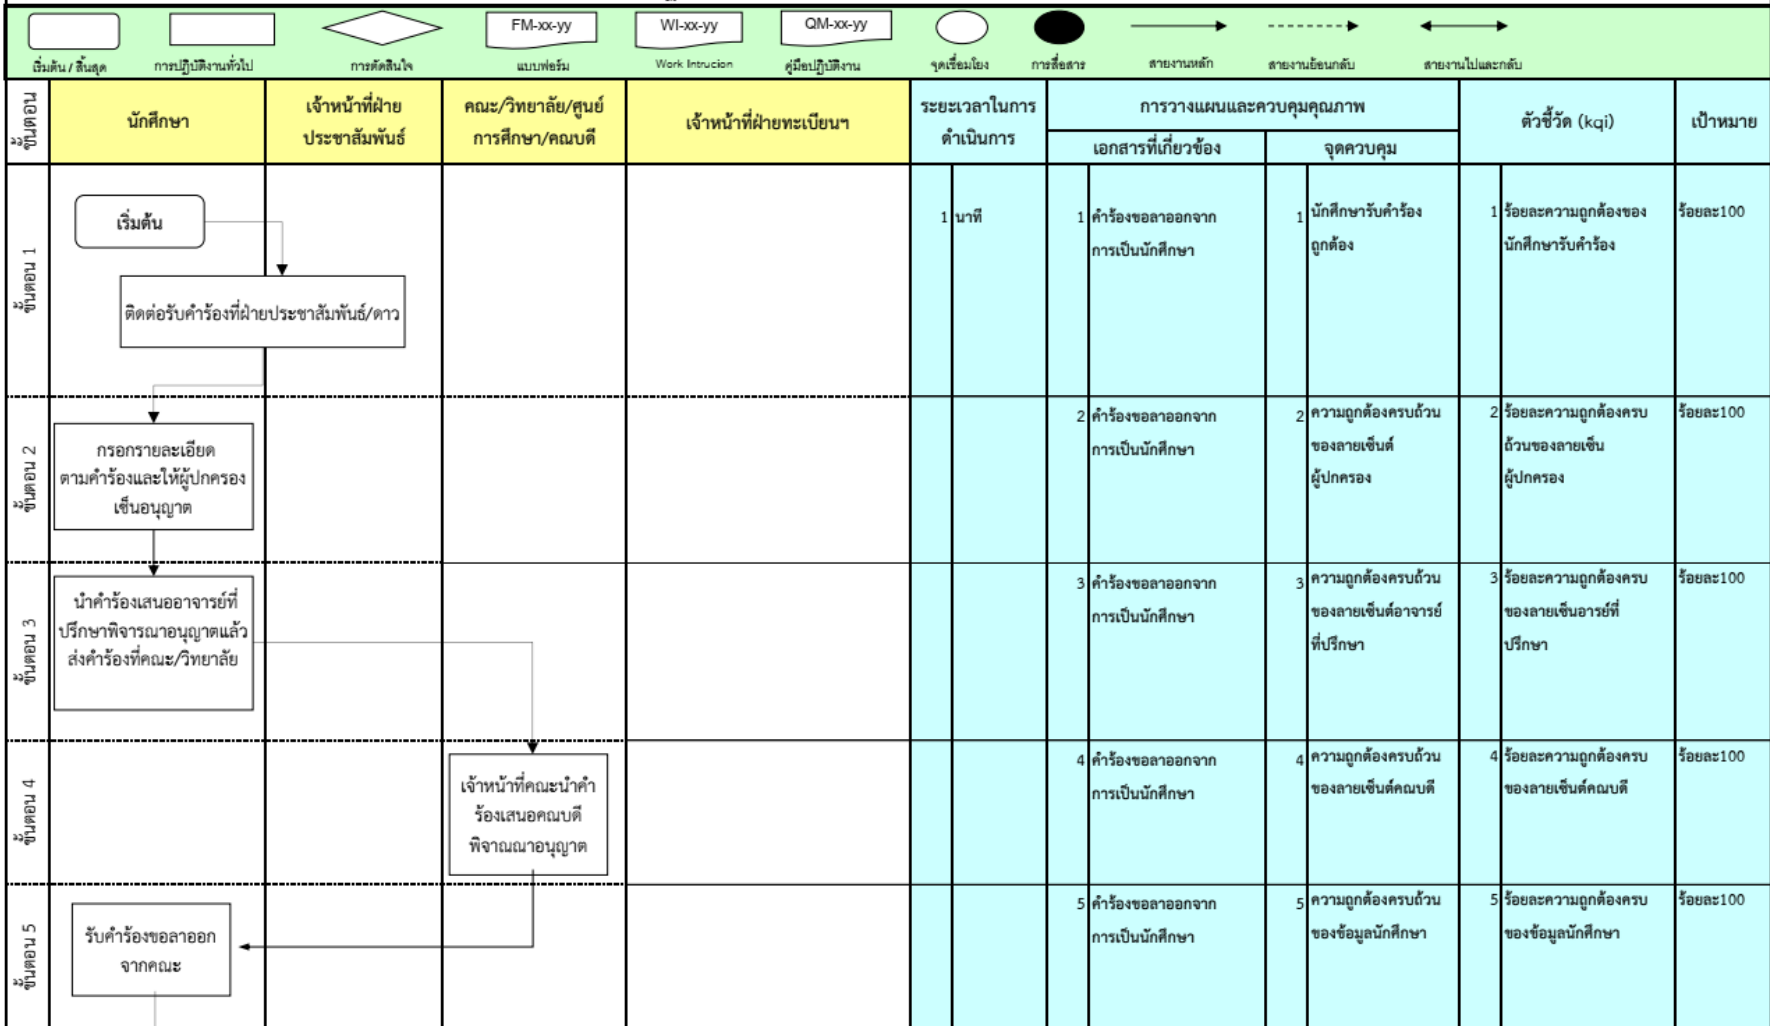 FM-xx-yy
WI-xx-yy
QM-xx-yy
เริ่มต้น / สิ้นสุด
การปฏิบัติงานทั่วไป
การตัดสินใจ
แบบฟอร์ม
Work Intrucion
คู่มือปฏิบัติงาน
จุดเชื่อมโยง
การสื่อสาร
สายงานหลัก
สายงานย้อนกลับ
สายงานไปและกลับ
ขั้นตอน
นักศึกษา
เจ้าหน้าที่ฝ่าย
ประชาสัมพันธ์
คณะ/วิทยาลัย/ศูนย์
การศึกษา/คณบดี
เจ้าหน้าที่ฝ่ายทะเบียนฯ
ระยะเวลาในการ
ดำเนินการ
การวางแผนและควบคุมคุณภาพ
เอกสารที่เกี่ยวข้อง
จุดควบคุม
ตัวชี้วัด (kqi)
เป้าหมาย
ขั้นตอน 1
เริ่มต้น
ติดต่อรับคำร้องที่ฝ่ายประชาสัมพันธ์/ดาว
1 นาที
1 คำร้องขอลาออกจาก
การเป็นนักศึกษา
1 นักศึกษารับคำร้อง
ถูกต้อง
1 ร้อยละความถูกต้องของ
นักศึกษารับคำร้อง
ร้อยละ100
ขั้นตอน 2
กรอกรายละเอียด
ตามคำร้องและให้ผู้ปกครอง
เซ็นอนุญาต
2 คำร้องขอลาออกจาก
การเป็นนักศึกษา
2 ความถูกต้องครบถ้วน
ของลายเซ็นต์
ผู้ปกครอง
2 ร้อยละความถูกต้องครบ
ถ้วนของลายเซ็น
ผู้ปกครอง
ร้อยละ100
ขั้นตอน 3
นำคำร้องเสนออาจารย์ที่
ปรึกษาพิจารณาอนุญาตแล้ว
ส่งคำร้องที่คณะ/วิทยาลัย
3 คำร้องขอลาออกจาก
การเป็นนักศึกษา
3 ความถูกต้องครบถ้วน
ของลายเซ็นต์อาจารย์
ที่ปรึกษา
3 ร้อยละความถูกต้องครบ
ของลายเซ็นอารย์ที่
ปรึกษา
ร้อยละ100
ขั้นตอน 4
เจ้าหน้าที่คณะนำคำ
ร้องเสนอคณบดี
พิจาณณาอนุญาต
4 คำร้องขอลาออกจาก
การเป็นนักศึกษา
4 ความถูกต้องครบถ้วน
ของลายเซ็นต์คณบดี
4 ร้อยละความถูกต้องครบ
ของลายเซ็นต์คณบดี
ร้อยละ100
ขั้นตอน 5
รับคำร้องขอลาออก
จากคณะ
5 คำร้องขอลาออกจาก
การเป็นนักศึกษา
5 ความถูกต้องครบถ้วน
ของข้อมูลนักศึกษา
5 ร้อยละความถูกต้องครบ
ของข้อมูลนักศึกษา
ร้อยละ100